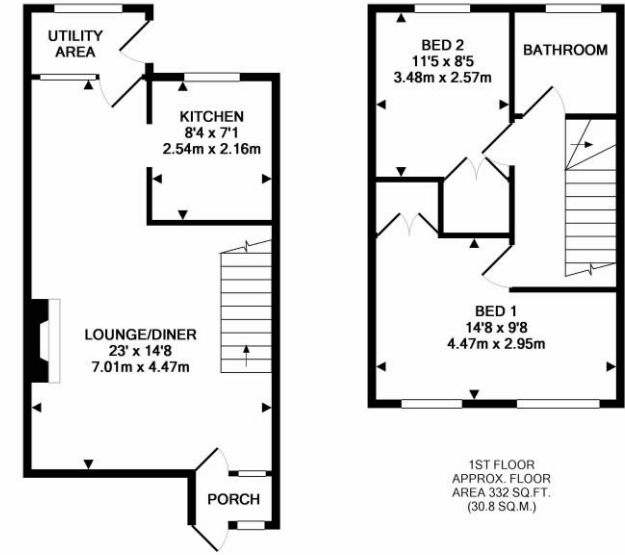 UTILITY
AREA
KITCHEN
8'4 x 7'1
2.54m x 2.16m
LOUNGE/DINER
23' x 14'8
7.01m x 4.47m
PORCH
BED 2
11'5 x 8'5
3.48m x 2.57m
BATHROOM
BED 1
14'8 x 9'8
4.47m x 2.95m
1ST FLOOR
APPROX. FLOOR
AREA 332 SQ.FT.
(30.8 SQ.M.)